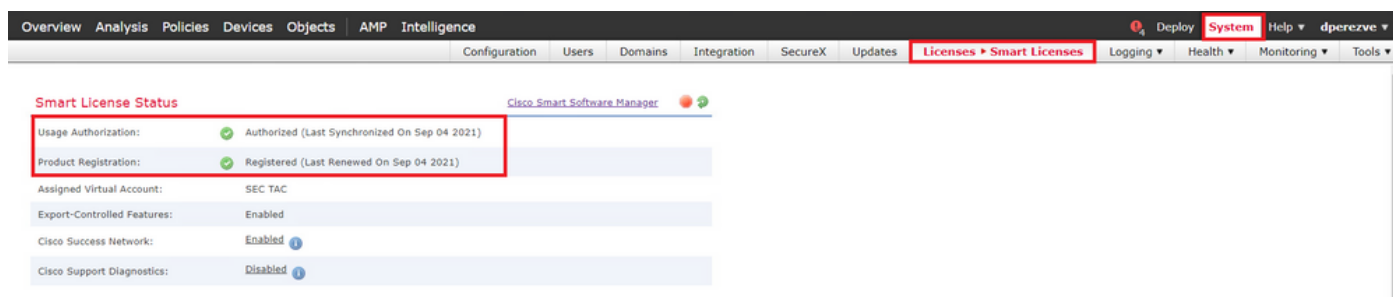 Overview Analysis Policies Devices Objects AMP Intelligence 4 Deploy System Help ▾ dperezve ▾
Configuration Users Domains Integration SecureX Updates Licenses ▸ Smart Licenses Logging ▾ Health ▾ Monitoring ▾ Tools ▾
Smart License Status Cisco Smart Software Manager
Usage Authorization: Authorized (Last Synchronized On Sep 04 2021)
Product Registration: Registered (Last Renewed On Sep 04 2021)
Assigned Virtual Account: SEC TAC
Export-Controlled Features: Enabled
Cisco Success Network: Enabled
Cisco Support Diagnostics: Disabled